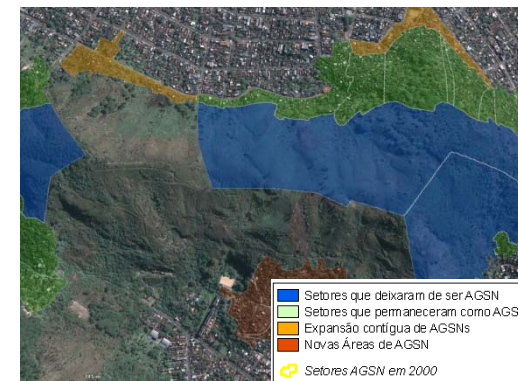 Setores que deixaram de ser AGSN
Setores que permaneceram como AGS
Expansão contígua de AGSNs
Novas Áreas de AGSN
Setores AGSN em 2000